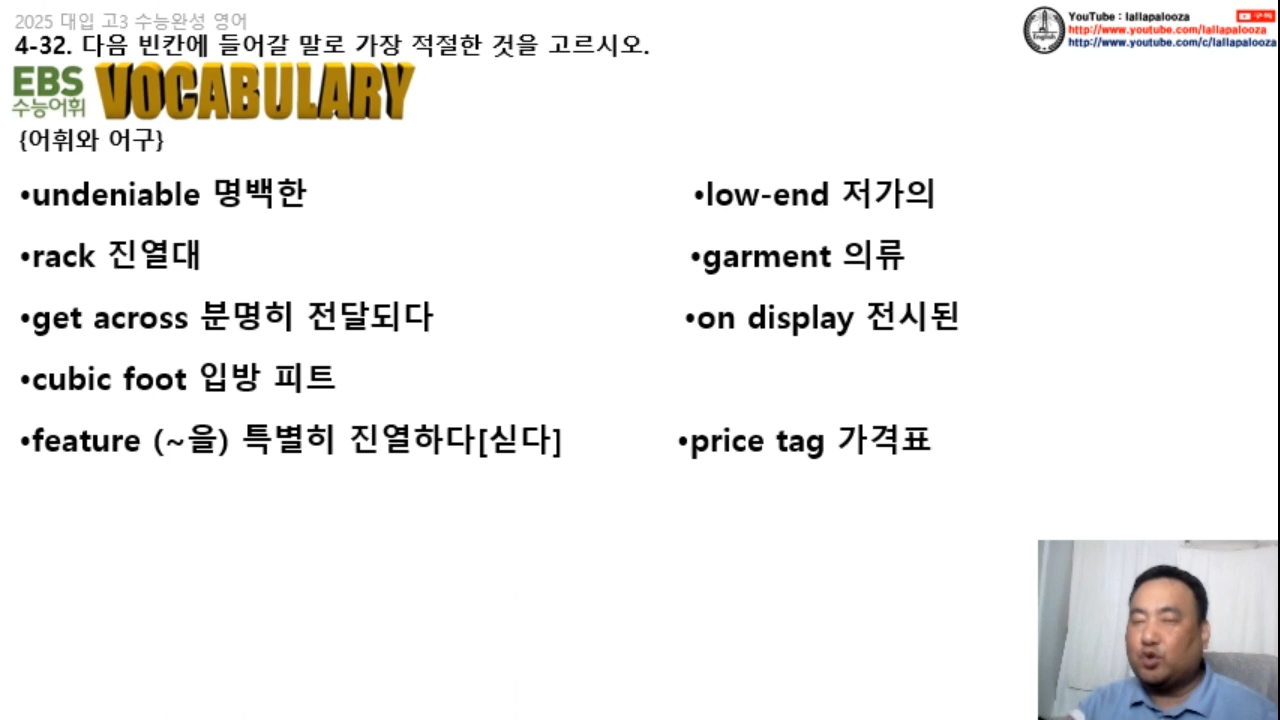 2025 대입 고3 수능완성 영어
4-32. 다음 빈칸에 들어갈 말로 가장 적절한 것을 고르시오.
YouTube : lallapalooza
구독
http://www.youtube.com/lallapalooza
http://www.youtube.com/c/lallapalooza
English
EBS
수능어휘
VOCABULARY
{어휘와 어구}
•undeniable 명백한
•low-end 저가의
•rack 진열대
•garment 의류
•get across 분명히 전달되다
•on display 전시된
•cubic foot 입방 피트
•feature (~을) 특별히 진열하다[싣다]
•price tag 가격표